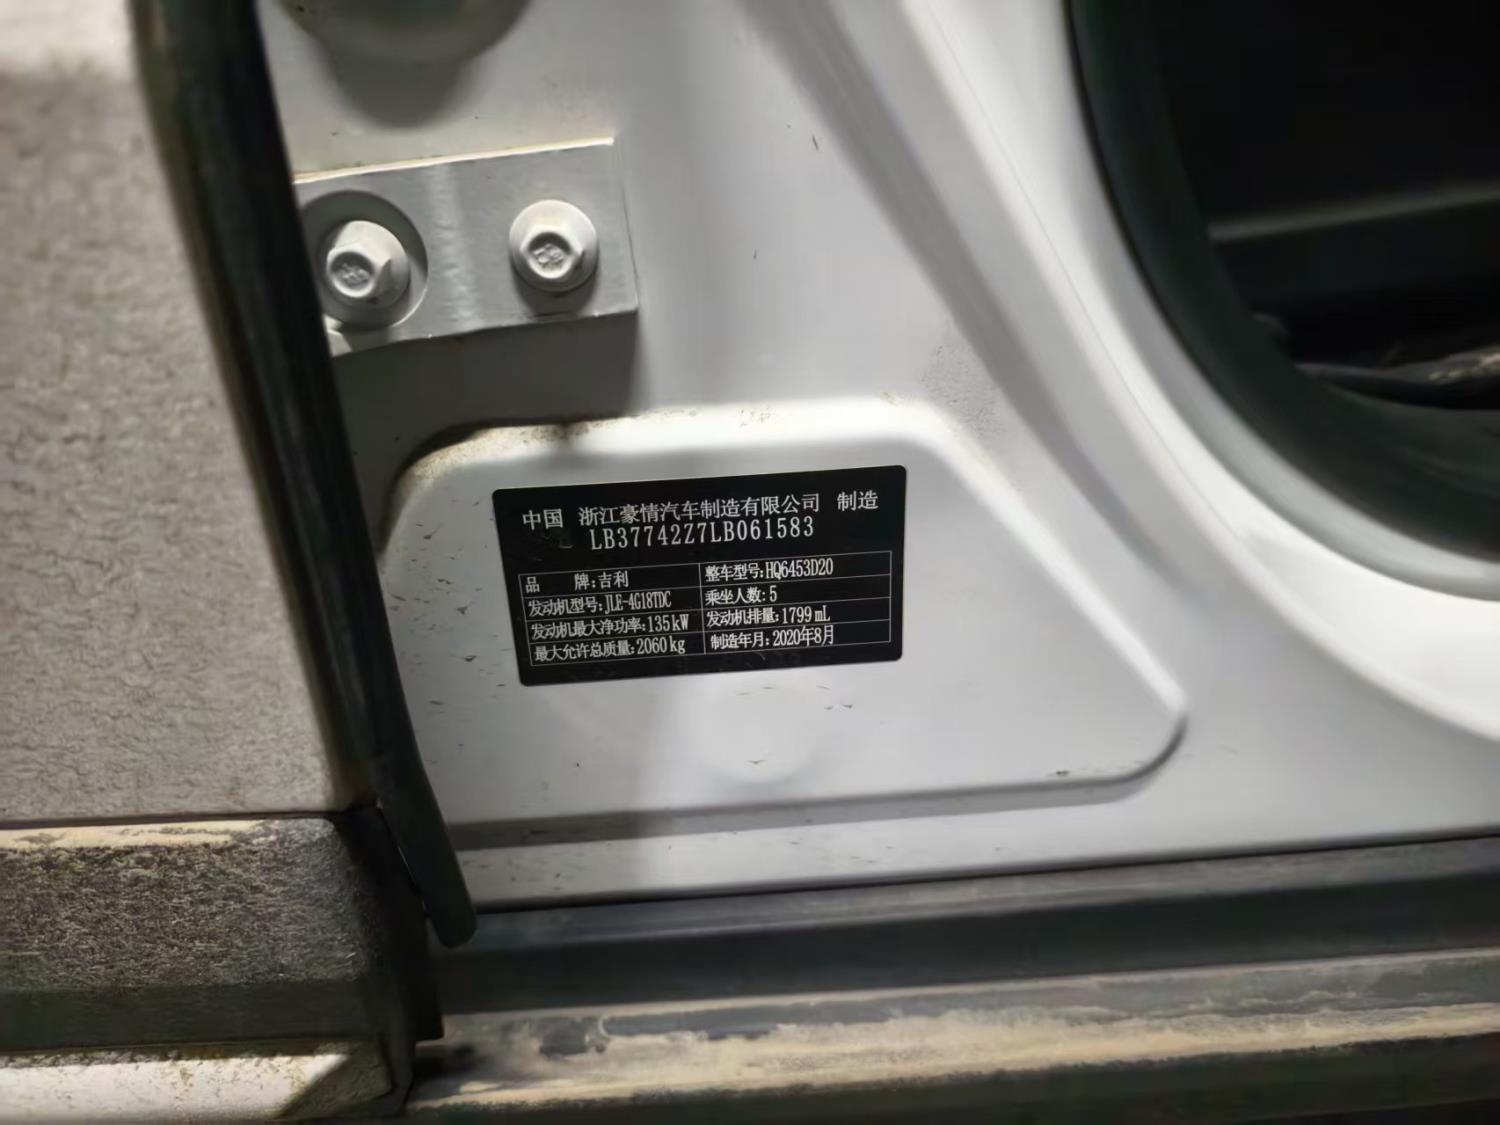 中国 浙江豪情汽车制造有限公司 制造
LB37742Z7LB061583
品 牌:吉利 整车型号:HQ6453D20
发动机型号:JLE-4G18TDC 乘坐人数:5
发动机最大净功率:135kW 发动机排量:1799mL
最大允许总质量:2060kg 制造年月:2020年8月